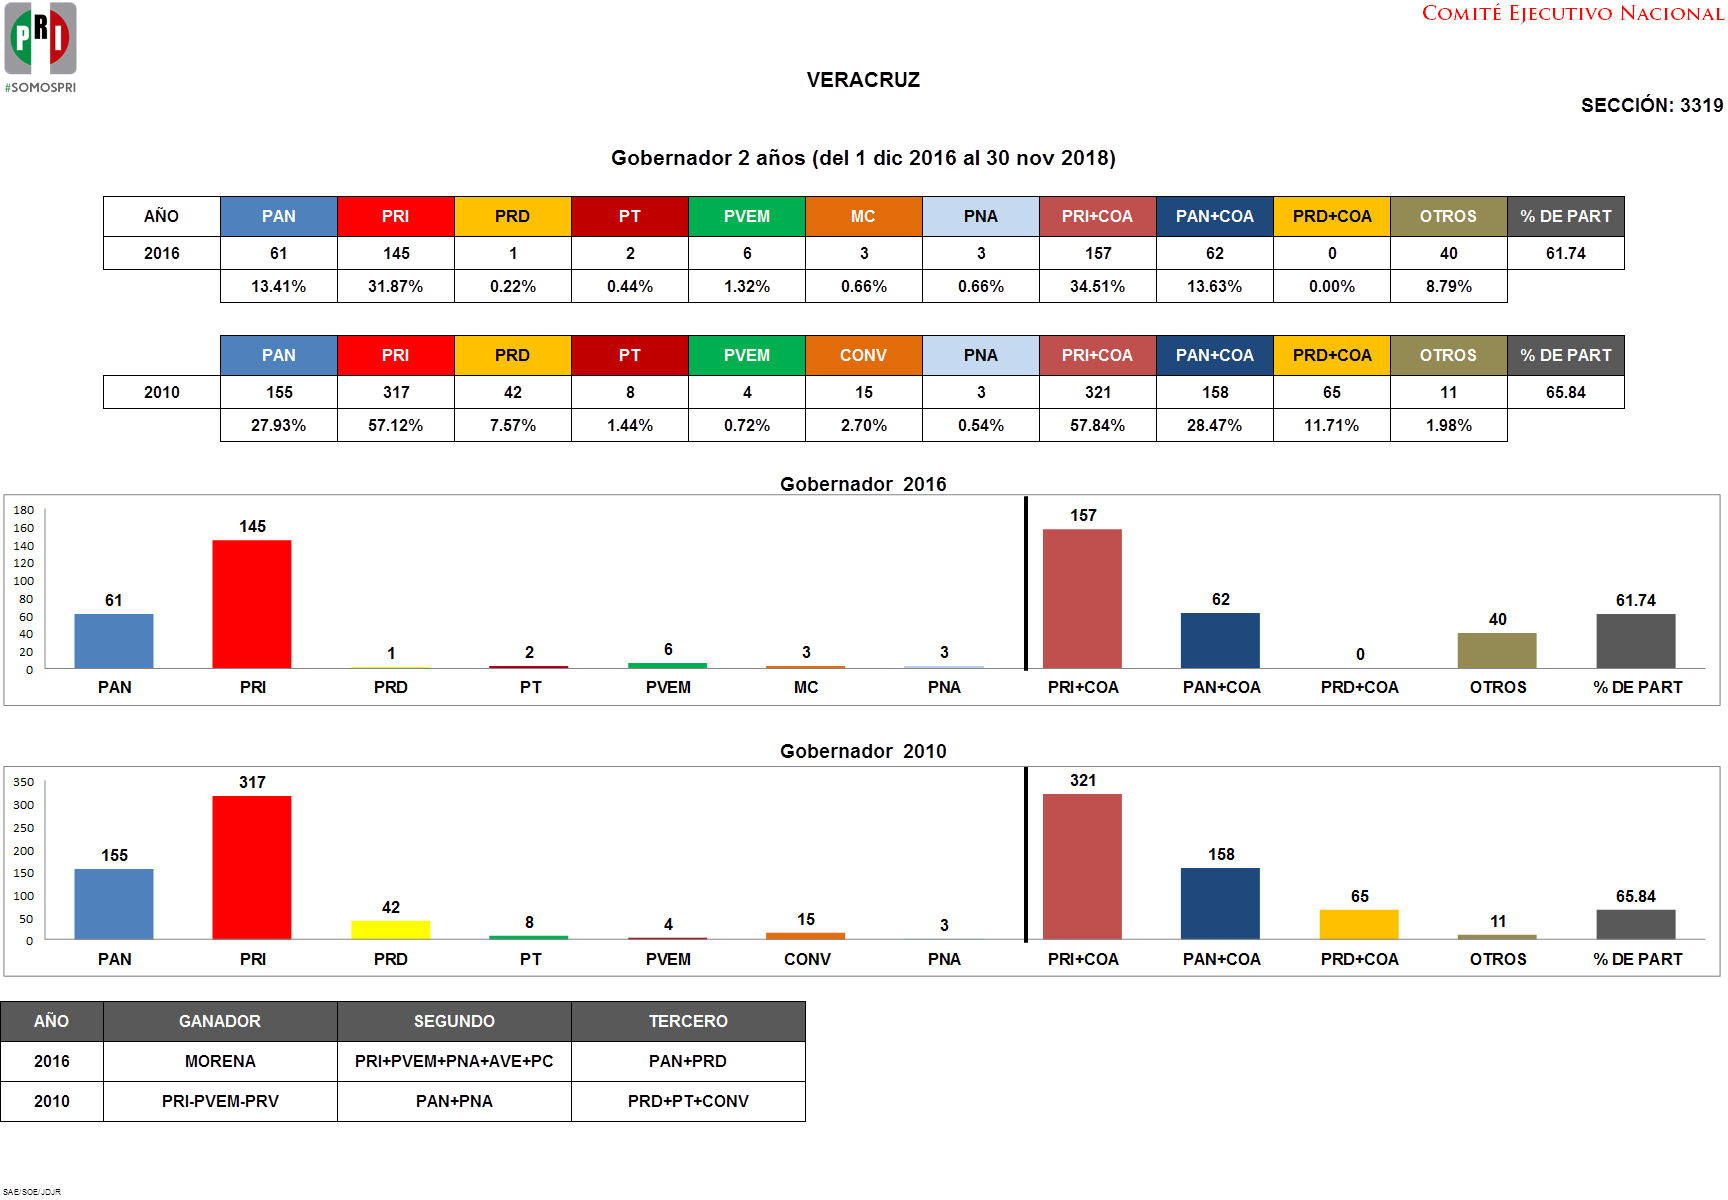 COMITÉ EJECUTIVO NACIONAL
PRI
#SOMOSPRI
VERACRUZ
SECCIÓN: 3319
Gobernador 2 años (del 1 dic 2016 al 30 nov 2018)
AÑO PAN PRI PRD PT PVEM MC PNA PRI+COA PAN+COA PRD+COA OTROS % DE PART
2016 61 145 1 2 6 3 3 157 62 0 40 61.74
13.41% 31.87% 0.22% 0.44% 1.32% 0.66% 0.66% 34.51% 13.63% 0.00% 8.79%
PAN PRI PRD PT PVEM CONV PNA PRI+COA PAN+COA PRD+COA OTROS % DE PART
2010 155 317 42 8 4 15 3 321 158 65 11 65.84
27.93% 57.12% 7.57% 1.44% 0.72% 2.70% 0.54% 57.84% 28.47% 11.71% 1.98%
Gobernador 2016
180
160
140
120
100
80
60
40
20
0
61 145 1 2 6 3 3 157 62 0 40 61.74
PAN PRI PRD PT PVEM MC PNA PRI+COA PAN+COA PRD+COA OTROS % DE PART
Gobernador 2010
350
300
250
200
150
100
50
0
155 317 42 8 4 15 3 321 158 65 11 65.84
PAN PRI PRD PT PVEM CONV PNA PRI+COA PAN+COA PRD+COA OTROS % DE PART
AÑO GANADOR SEGUNDO TERCERO
2016 MORENA PRI+PVEM+PNA+AVE+PC PAN+PRD
2010 PRI-PVEM-PRV PAN+PNA PRD+PT+CONV
SAE/SOE/JDJR